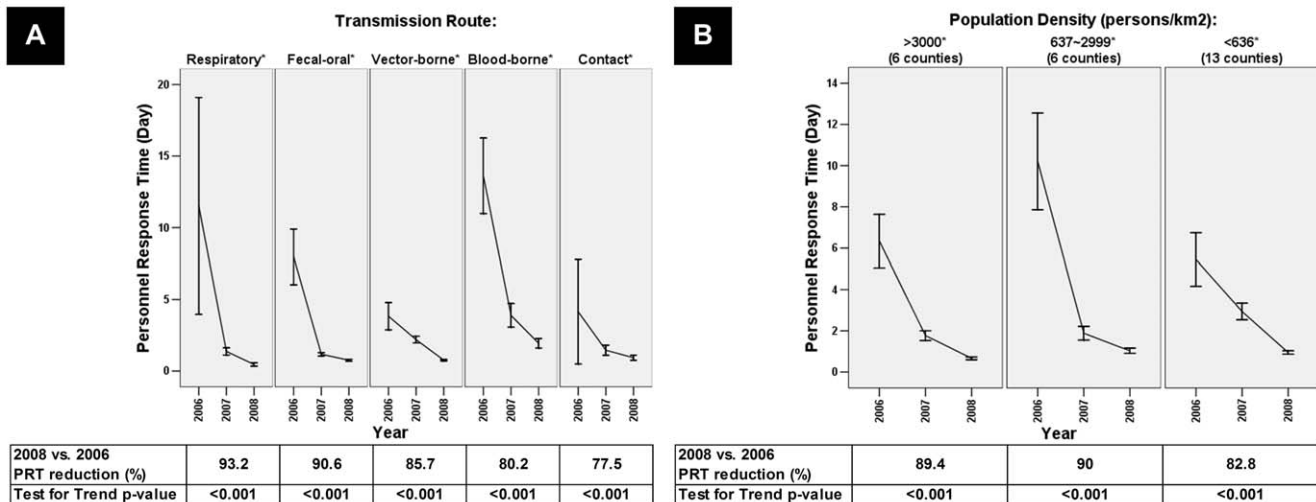 A
Transmission Route:
Respiratory* Fecal-oral* Vector-borne* Blood-borne* Contact*
Personnel Response Time (Day)
20
15
10
5
0
2006 2007 2008 2006 2007 2008 2006 2007 2008 2006 2007 2008 2006 2007 2008
Year
2008 vs. 2006
PRT reduction (%) 93.2 90.6 85.7 80.2 77.5
Test for Trend p-value <0.001 <0.001 <0.001 <0.001 <0.001
B
Population Density (persons/km2):
>3000* 637~2999* <636*
(6 counties) (6 counties) (13 counties)
Personnel Response Time (Day)
14
12
10
8
6
4
2
0
2006 2007 2008 2006 2007 2008 2006 2007 2008
Year
2008 vs. 2006
PRT reduction (%) 89.4 90 82.8
Test for Trend p-value <0.001 <0.001 <0.001